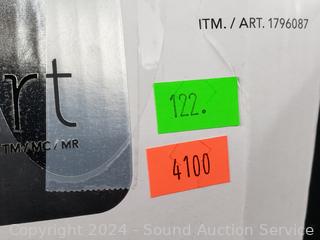 ITM. / ART. 1796087
122.
rt
TM / MC / MR
4100
Copyright 2024 - Sound Auction Service